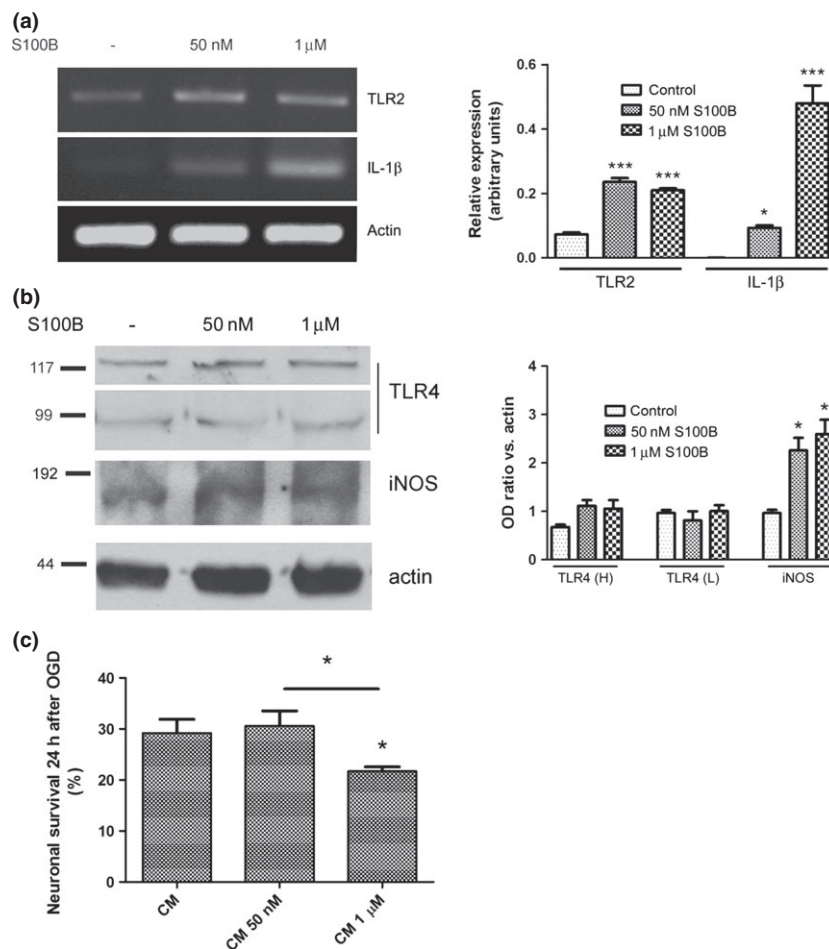 (a)
S100B - 50 nM 1 μM
TLR2
IL-1β
Actin
Relative expression
(arbitrary units)
0.6
0.4
0.2
0.0
Control
50 nM S100B
1 μM S100B
***
***
*
***
TLR2 IL-1β
(b)
S100B - 50 nM 1 μM
117
99
TLR4
192
iNOS
44
actin
OD ratio vs. actin
4
3
2
1
0
Control
50 nM S100B
1 μM S100B
*
*
TLR4 (H) TLR4 (L) iNOS
(c)
Neuronal survival 24 h after OGD
(%)
40
30
20
10
0
*
*
CM CM 50 nM CM 1 μM